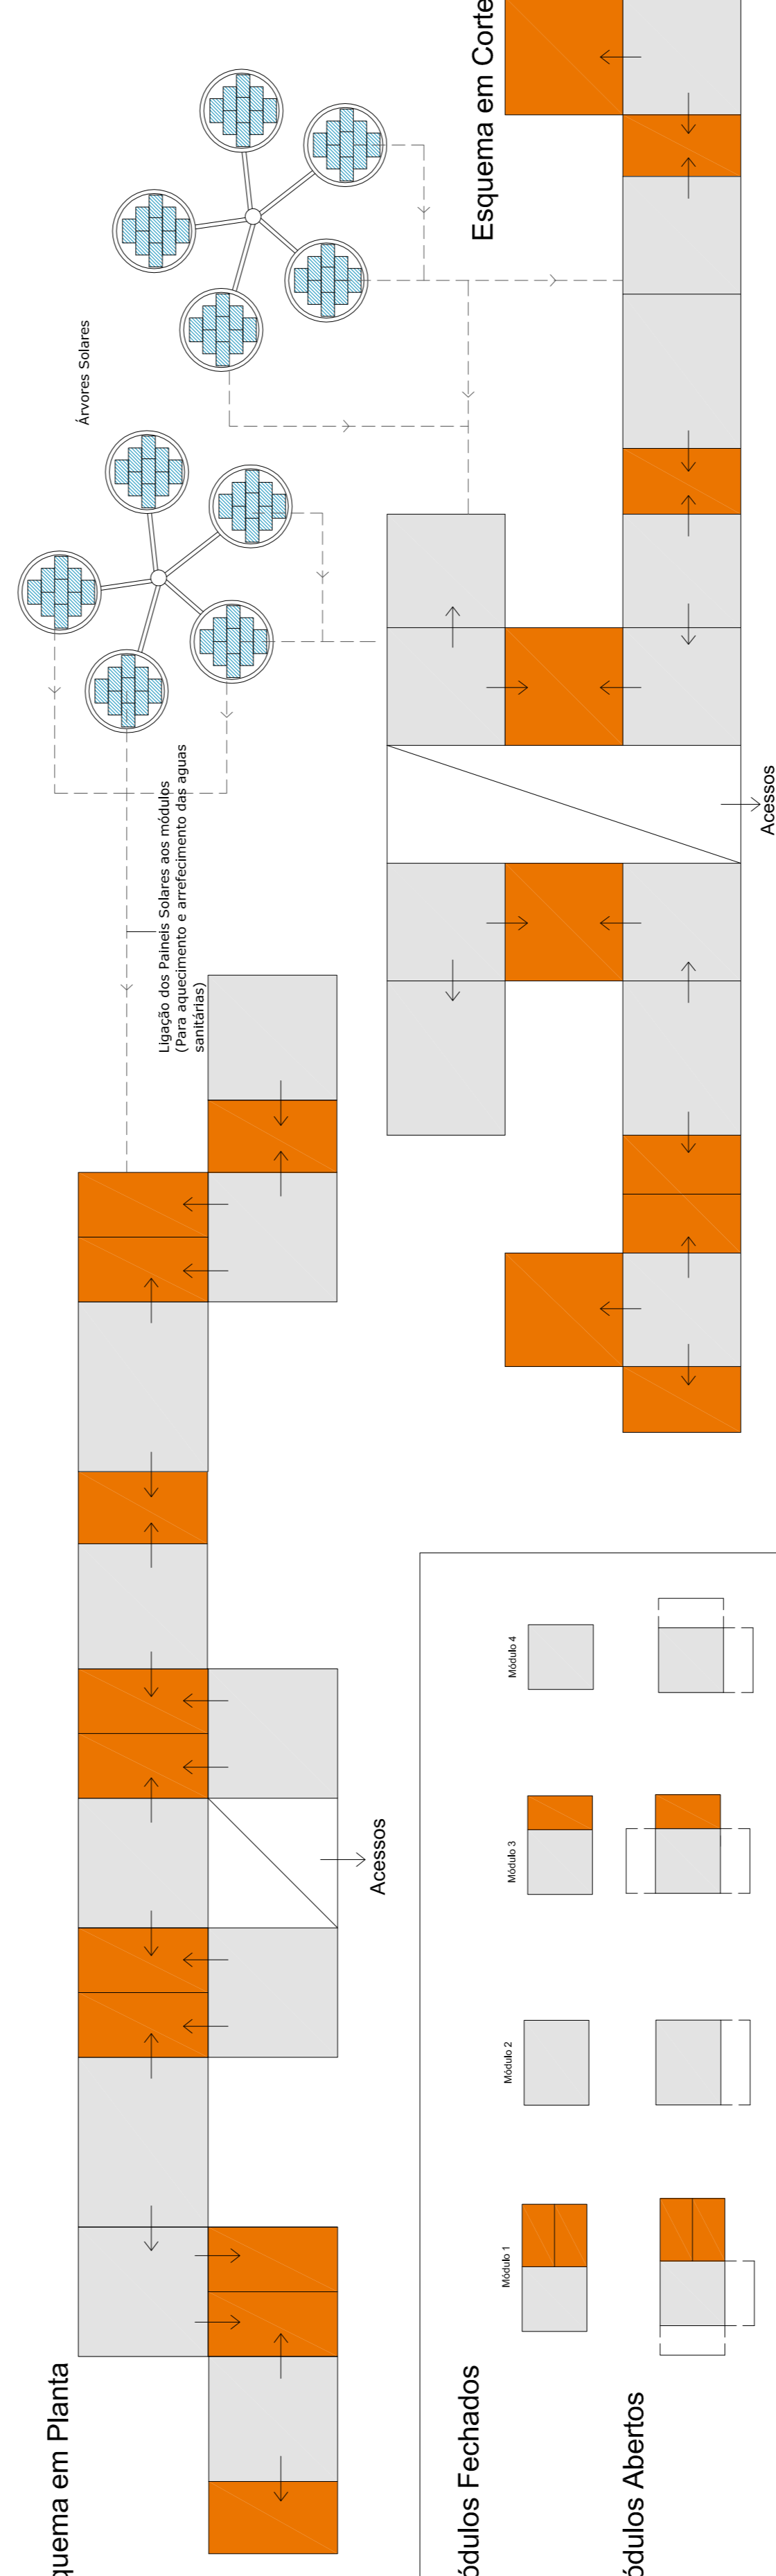 quema em Planta
Árvores Solares
Ligação dos Paineis Solares aos módulos
(Para aquecimento e arrefecimento das aguas
sanitárias)
Acessos
Esquema em Corte
Acessos
ódulos Fechados
Módulo 1
Módulo 2
Módulo 3
Módulo 4
ódulos Abertos